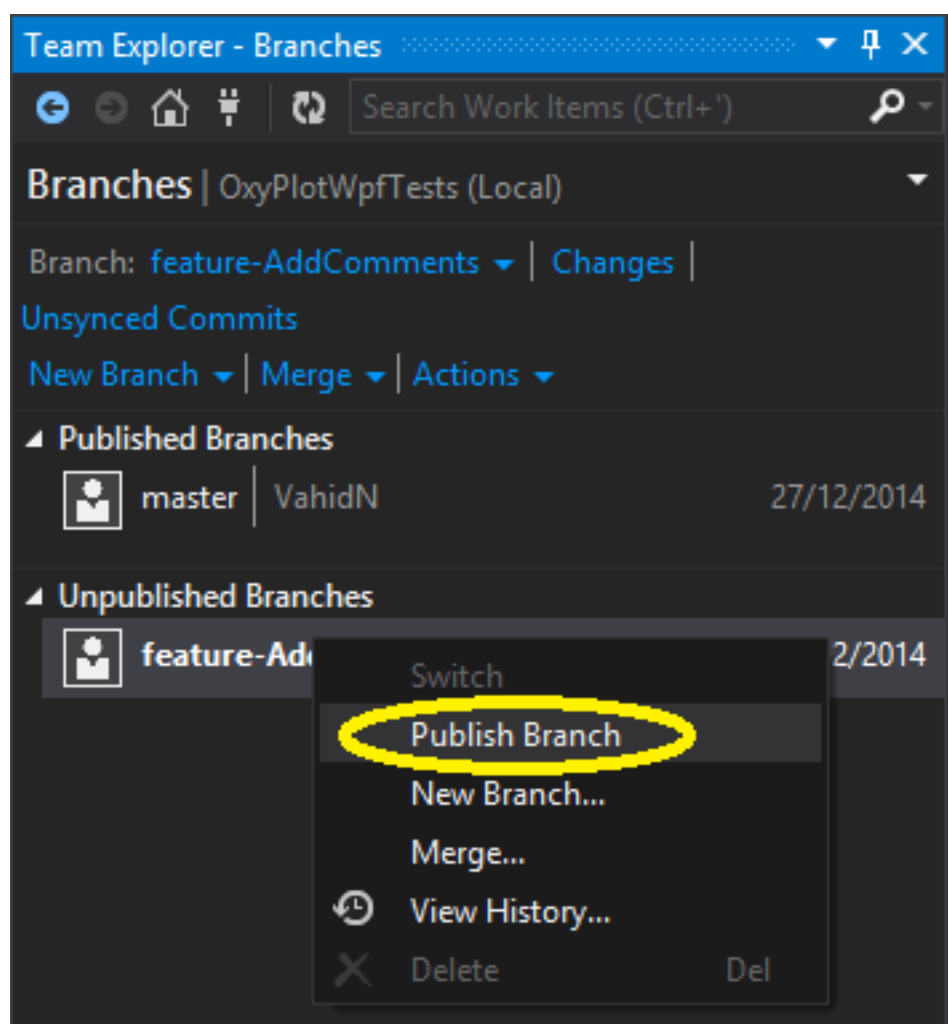 Team Explorer - Branches
Search Work Items (Ctrl+')
Branches | OxyPlotWpfTests (Local)
Branch: feature-AddComments | Changes |
Unsynced Commits
New Branch | Merge | Actions
Published Branches
master | VahidN 27/12/2014
Unpublished Branches
feature-Add 2/2014
Switch
Publish Branch
New Branch...
Merge...
View History...
Delete Del